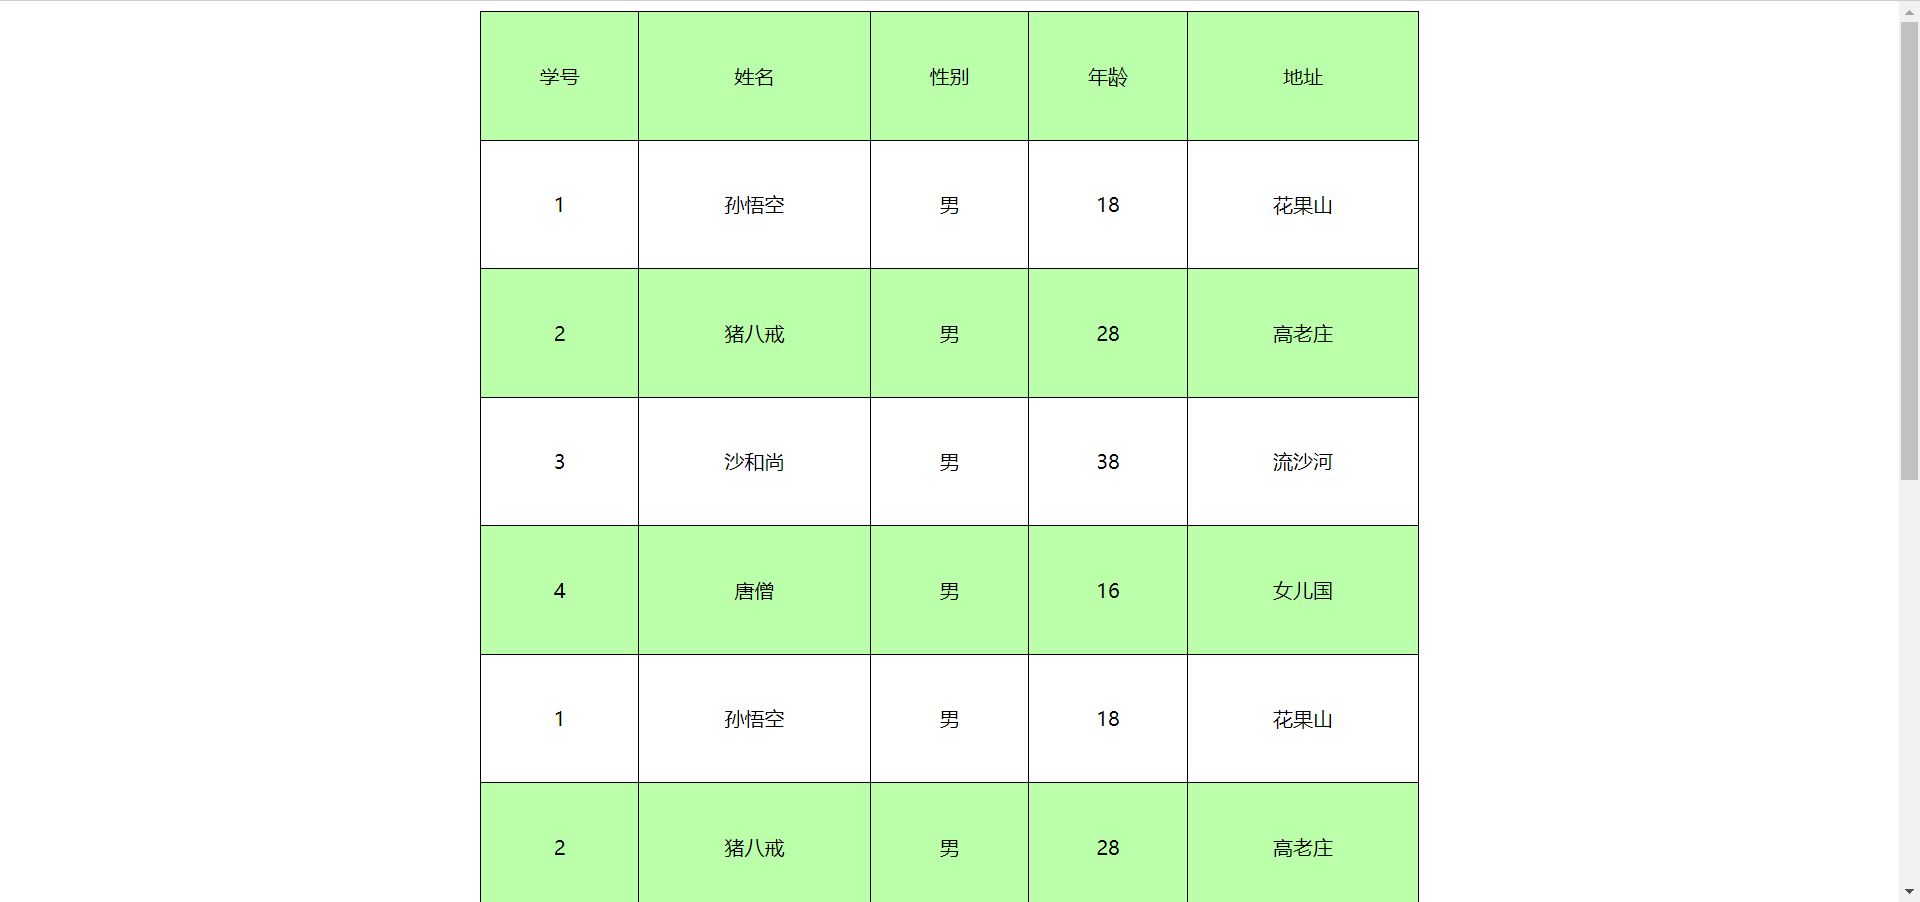 学号 姓名 性别 年龄 地址
1 孙悟空 男 18 花果山
2 猪八戒 男 28 高老庄
3 沙和尚 男 38 流沙河
4 唐僧 男 16 女儿国
1 孙悟空 男 18 花果山
2 猪八戒 男 28 高老庄